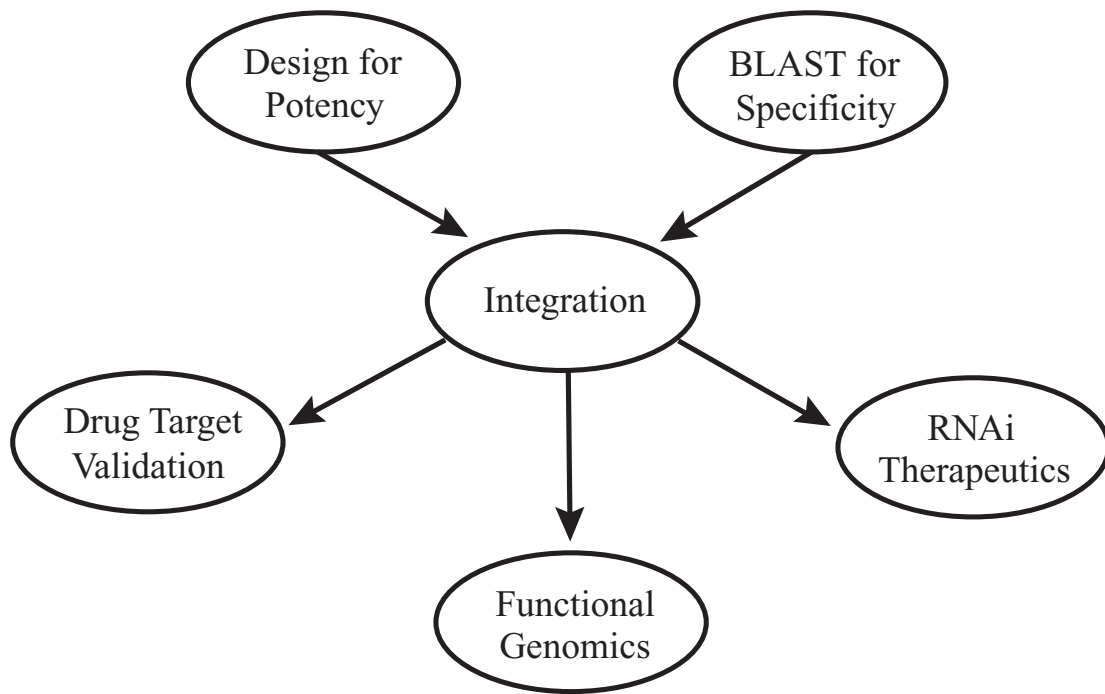 Design for
Potency
BLAST for
Specificity
Integration
Drug Target
Validation
RNAi
Therapeutics
Functional
Genomics